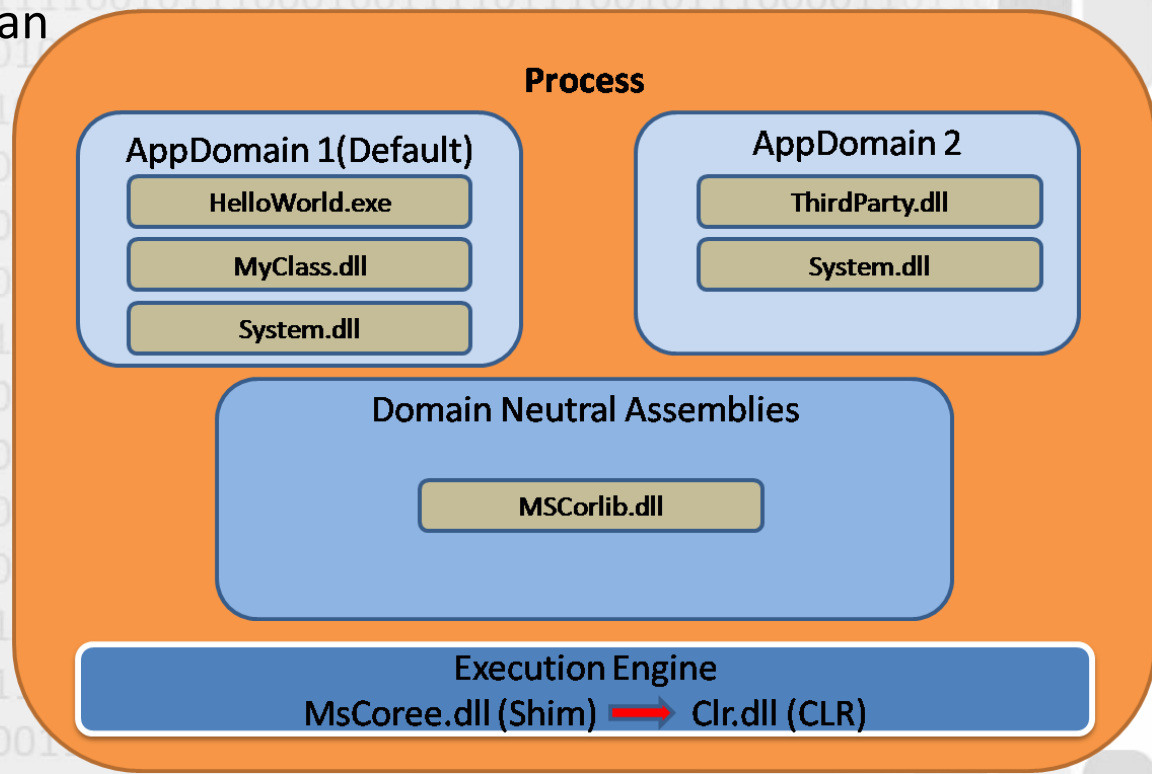 an
Process
AppDomain 1(Default)
HelloWorld.exe
MyClass.dll
System.dll
AppDomain 2
ThirdParty.dll
System.dll
Domain Neutral Assemblies
MSCorlib.dll
Execution Engine
MsCoree.dll (Shim) Clr.dll (CLR)